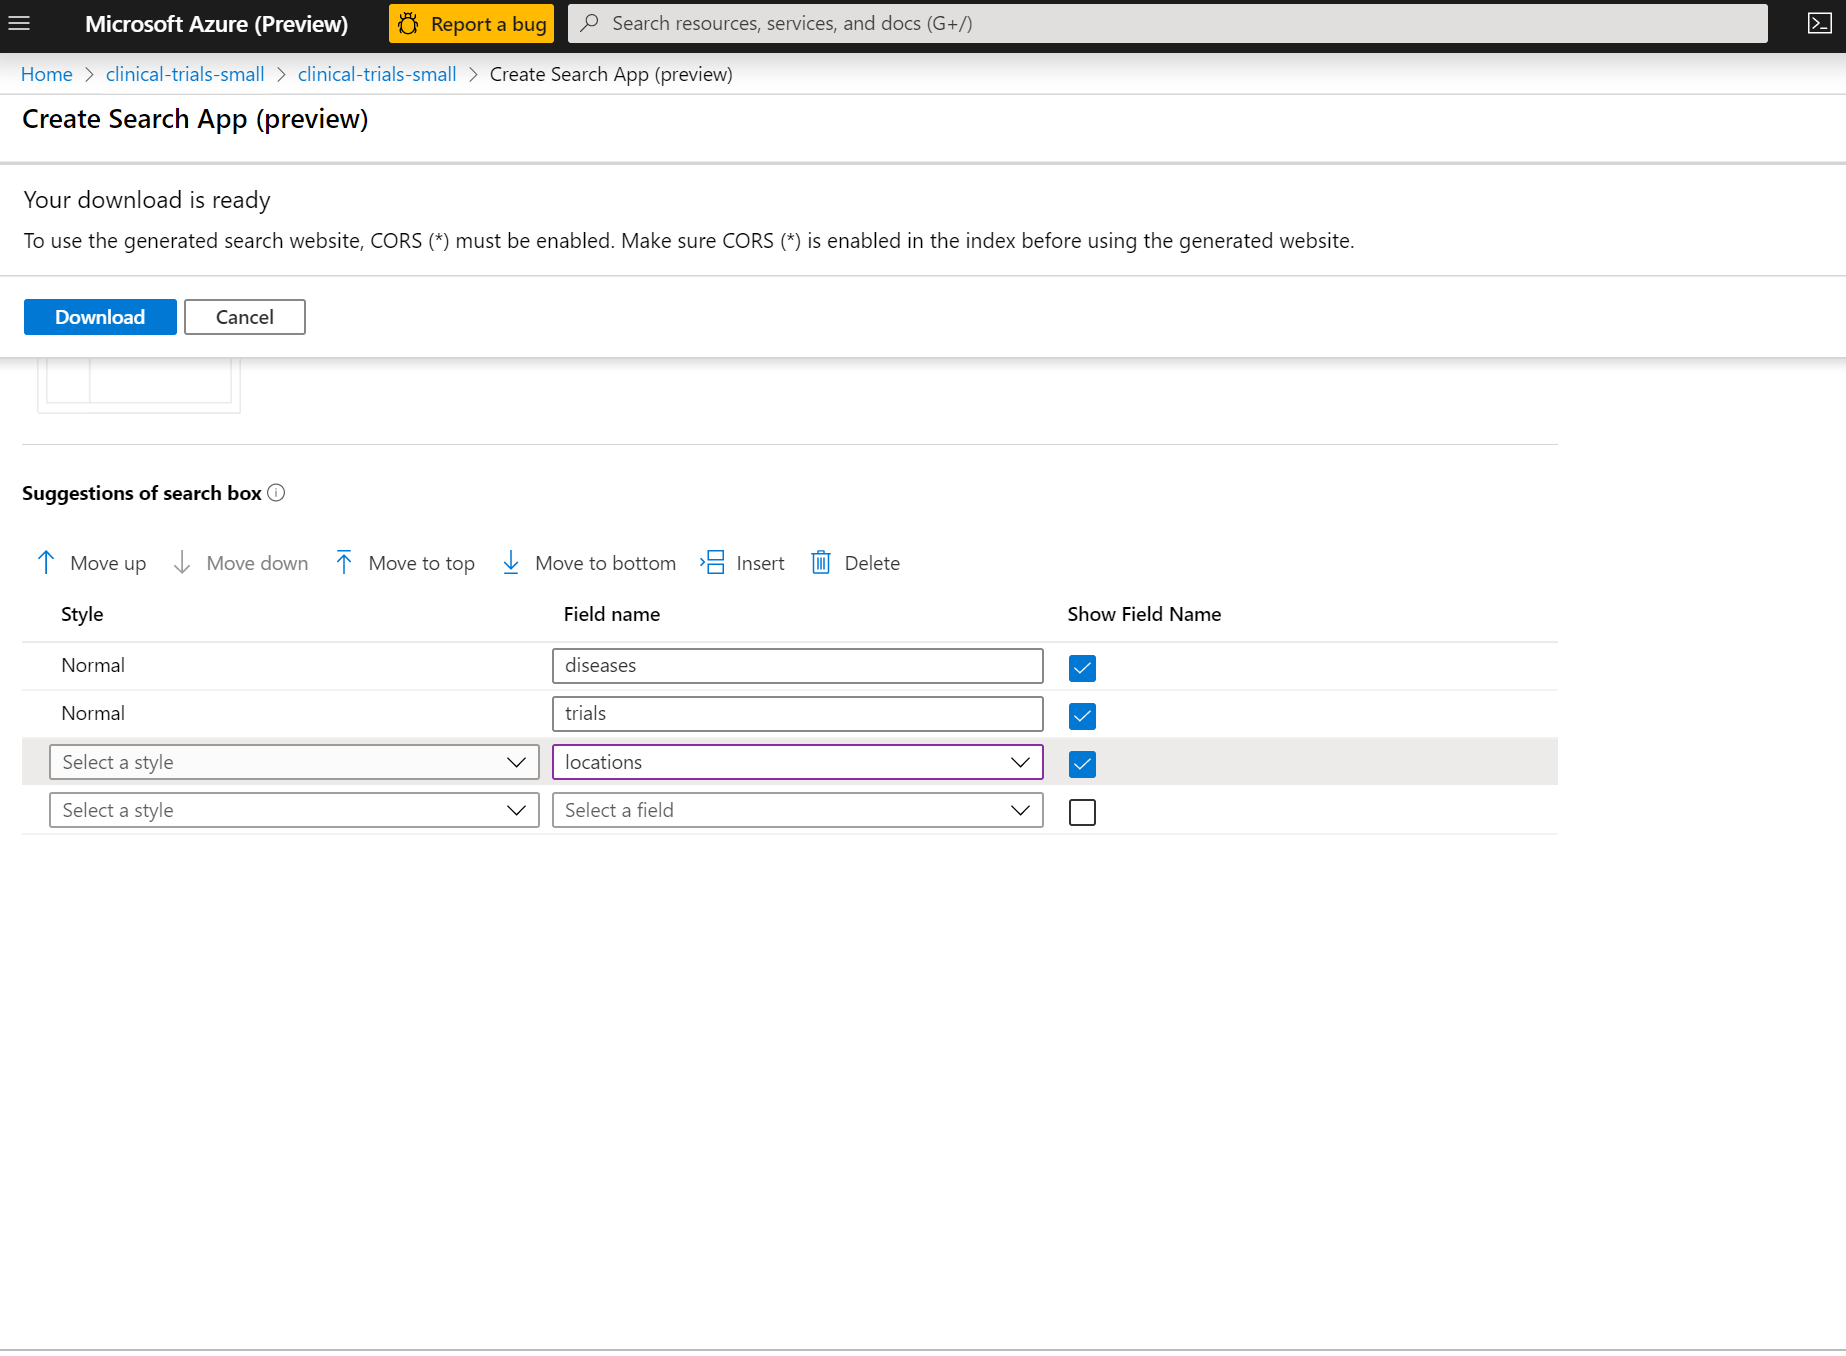 Microsoft Azure (Preview)
Report a bug
Search resources, services, and docs (G+/)
Home > clinical-trials-small > clinical-trials-small > Create Search App (preview)
Create Search App (preview)
Your download is ready
To use the generated search website, CORS (*) must be enabled. Make sure CORS (*) is enabled in the index before using the generated website.
Download Cancel
Suggestions of search box
Move up Move down Move to top Move to bottom Insert Delete
Style Field name Show Field Name
Normal diseases
Normal trials
Select a style locations
Select a style Select a field